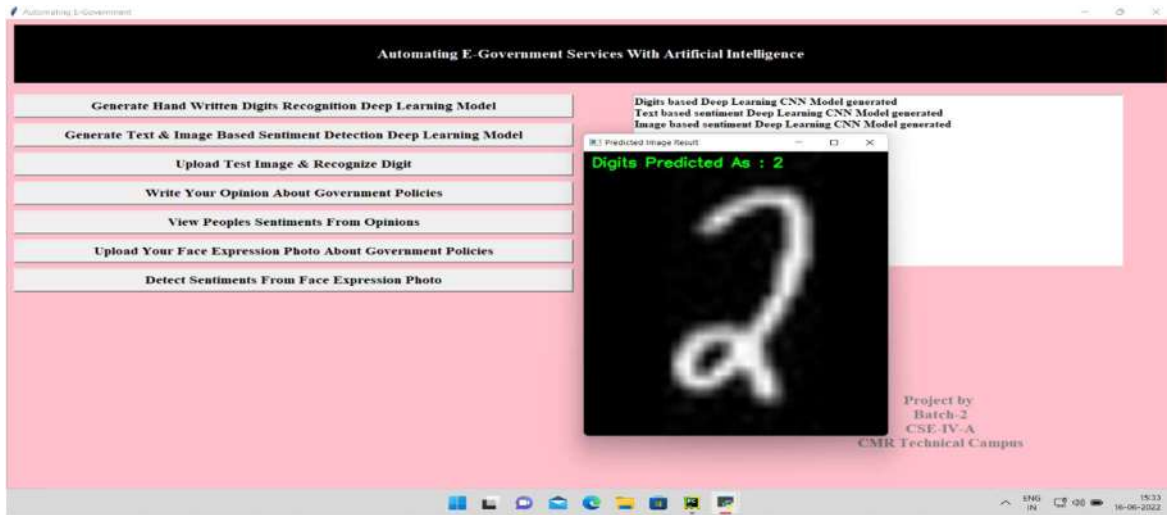 Automating E-Government
Automating E-Government Services With Artificial Intelligence
Generate Hand Written Digits Recognition Deep Learning Model
Generate Text & Image Based Sentiment Detection Deep Learning Model
Upload Test Image & Recognize Digit
Write Your Opinion About Government Policies
View Peoples Sentiments From Opinions
Upload Your Face Expression Photo About Government Policies
Detect Sentiments From Face Expression Photo
Digits based Deep Learning CNN Model generated
Text based sentiment Deep Learning CNN Model generated
Image based sentiment Deep Learning CNN Model generated
Predicted Image Result
Digits Predicted As : 2
2
Project by
Batch-2
CSE-IV-A
CMR Technical Campus
ENG
IN
15:33
16-06-2022